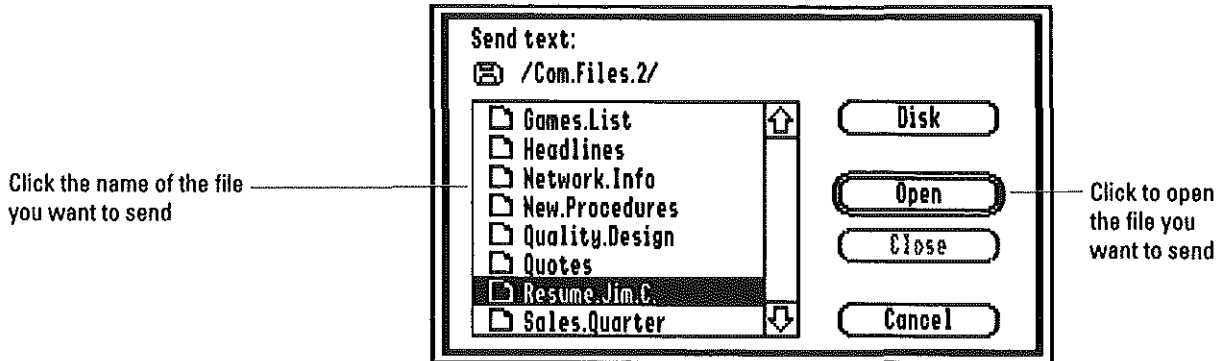 Send text:
/Com.Files.2/
Games.List
Headlines
Network.Info
New.Procedures
Quality.Design
Quotes
Resume.Jim.C.
Sales.Quarter
Disk
Open
Close
Cancel
Click the name of the file
you want to send
Click to open
the file you
want to send